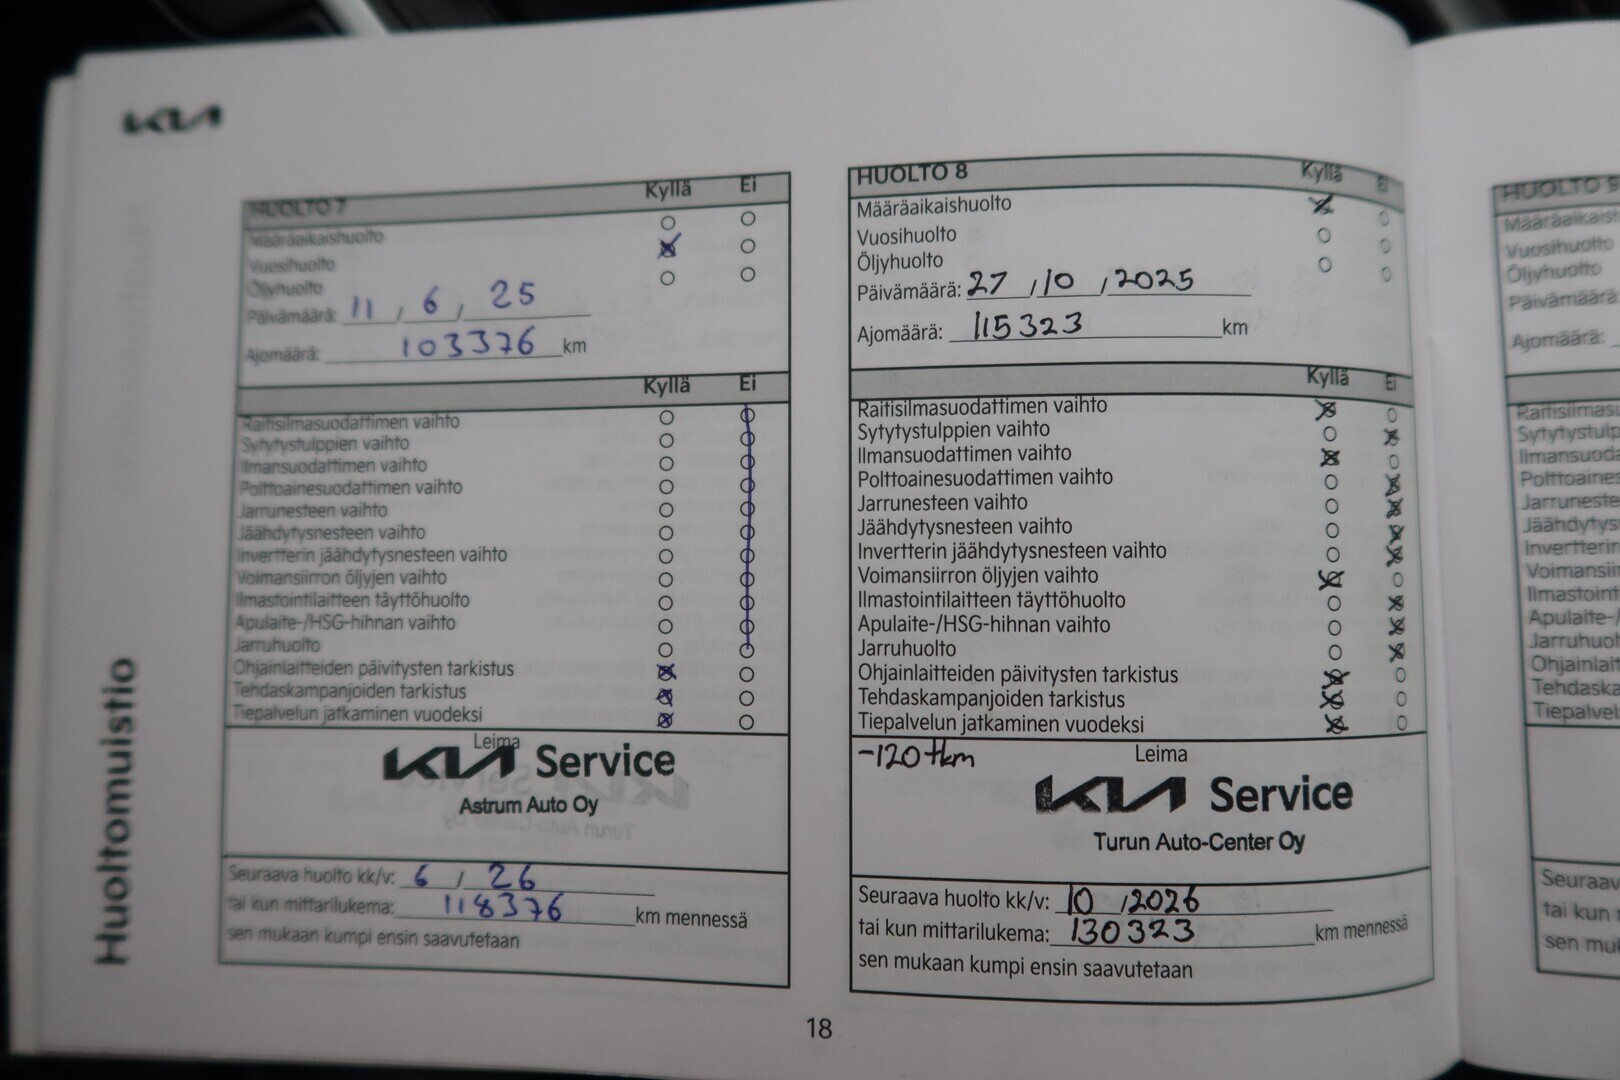 KIA
Huoltomuistio
HUOLTO 7 Kyllä Ei
Määräaikaishuolto
Vuosihuolto
Öljyhuolto
Päivämäärä: 11 / 6 / 25
Ajomäärä: 103376 km
Kyllä Ei
Raitisilmasuodattimen vaihto
Sytytystulppien vaihto
Ilmansuodattimen vaihto
Polttoainesuodattimen vaihto
Jarrunesteen vaihto
Jäähdytysnesteen vaihto
Invertterin jäähdytysnesteen vaihto
Voimansiirron öljyjen vaihto
Ilmastointilaitteen täyttöhuolto
Apulaite-/HSG-hihnan vaihto
Jarruhuolto
Ohjainlaitteiden päivitysten tarkistus
Tehdaskampanjoiden tarkistus
Tiepalvelun jatkaminen vuodeksi
Leima
KIA Service
Astrum Auto Oy
Seuraava huolto kk/v: 6 / 26
tai kun mittarilukema: 118376 km mennessä
sen mukaan kumpi ensin saavutetaan
HUOLTO 8 Kyllä Ei
Määräaikaishuolto
Vuosihuolto
Öljyhuolto
Päivämäärä: 27 / 10 / 2025
Ajomäärä: 115323 km
Kyllä Ei
Raitisilmasuodattimen vaihto
Sytytystulppien vaihto
Ilmansuodattimen vaihto
Polttoainesuodattimen vaihto
Jarrunesteen vaihto
Jäähdytysnesteen vaihto
Invertterin jäähdytysnesteen vaihto
Voimansiirron öljyjen vaihto
Ilmastointilaitteen täyttöhuolto
Apulaite-/HSG-hihnan vaihto
Jarruhuolto
Ohjainlaitteiden päivitysten tarkistus
Tehdaskampanjoiden tarkistus
Tiepalvelun jatkaminen vuodeksi
-120 tkm Leima
KIA Service
Turun Auto-Center Oy
Seuraava huolto kk/v: 10 / 2026
tai kun mittarilukema: 130323 km mennessä
sen mukaan kumpi ensin saavutetaan
18
HUOLTO 9
Vuosihuolto
Öljyhuolto
Päivämäärä
Ajomäärä: